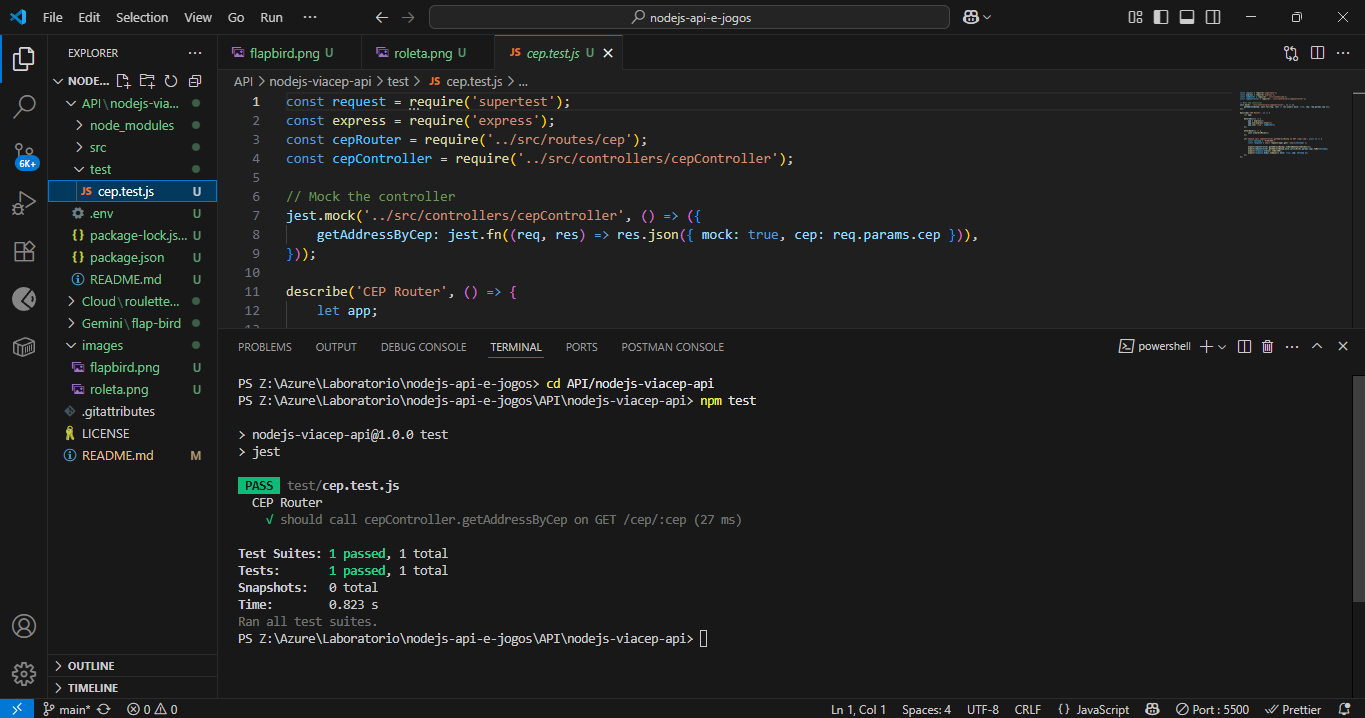 File Edit Selection View Go Run ··· nodejs-api-e-jogos
EXPLORER ···
NODE...
API\nodejs-via...
node_modules
src
test
JS cep.test.js U
.env U
{} package-lock.js... U
{} package.json U
README.md U
Cloud\roulette...
Gemini\flap-bird
images
flapbird.png U
roleta.png U
.gitattributes
LICENSE
README.md M
OUTLINE
TIMELINE
6K+
flapbird.png U roleta.png U JS cep.test.js U
API > nodejs-viacep-api > test > JS cep.test.js > ...
1 const request = require('supertest');
2 const express = require('express');
3 const cepRouter = require('../src/routes/cep');
4 const cepController = require('../src/controllers/cepController');
5
6 // Mock the controller
7 jest.mock('../src/controllers/cepController', () => ({
8 getAddressByCep: jest.fn((req, res) => res.json({ mock: true, cep: req.params.cep })),
9 }));
10
11 describe('CEP Router', () => {
12 let app;
PROBLEMS OUTPUT DEBUG CONSOLE TERMINAL PORTS POSTMAN CONSOLE powershell
PS Z:\Azure\Laboratorio\nodejs-api-e-jogos> cd API/nodejs-viacep-api
PS Z:\Azure\Laboratorio\nodejs-api-e-jogos\API\nodejs-viacep-api> npm test
> nodejs-viacep-api@1.0.0 test
> jest
PASS test/cep.test.js
CEP Router
√ should call cepController.getAddressByCep on GET /cep/:cep (27 ms)
Test Suites: 1 passed, 1 total
Tests: 1 passed, 1 total
Snapshots: 0 total
Time: 0.823 s
Ran all test suites.
PS Z:\Azure\Laboratorio\nodejs-api-e-jogos\API\nodejs-viacep-api>
main* 0 0 Ln 1, Col 1 Spaces: 4 UTF-8 CRLF {} JavaScript Port : 5500 Prettier